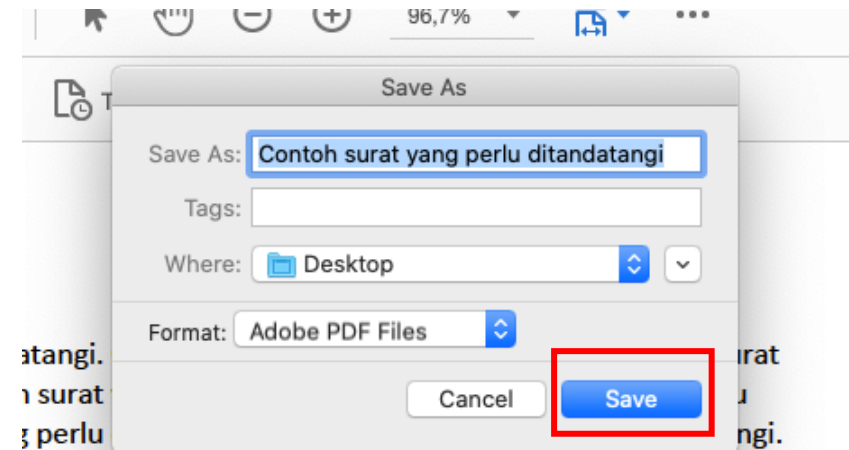 96,7%
Save As
T
Save As: Contoh surat yang perlu ditandatangi
Tags:
Where: Desktop
Format: Adobe PDF Files
atangi. urat
surat u
perlu ngi.
Cancel Save